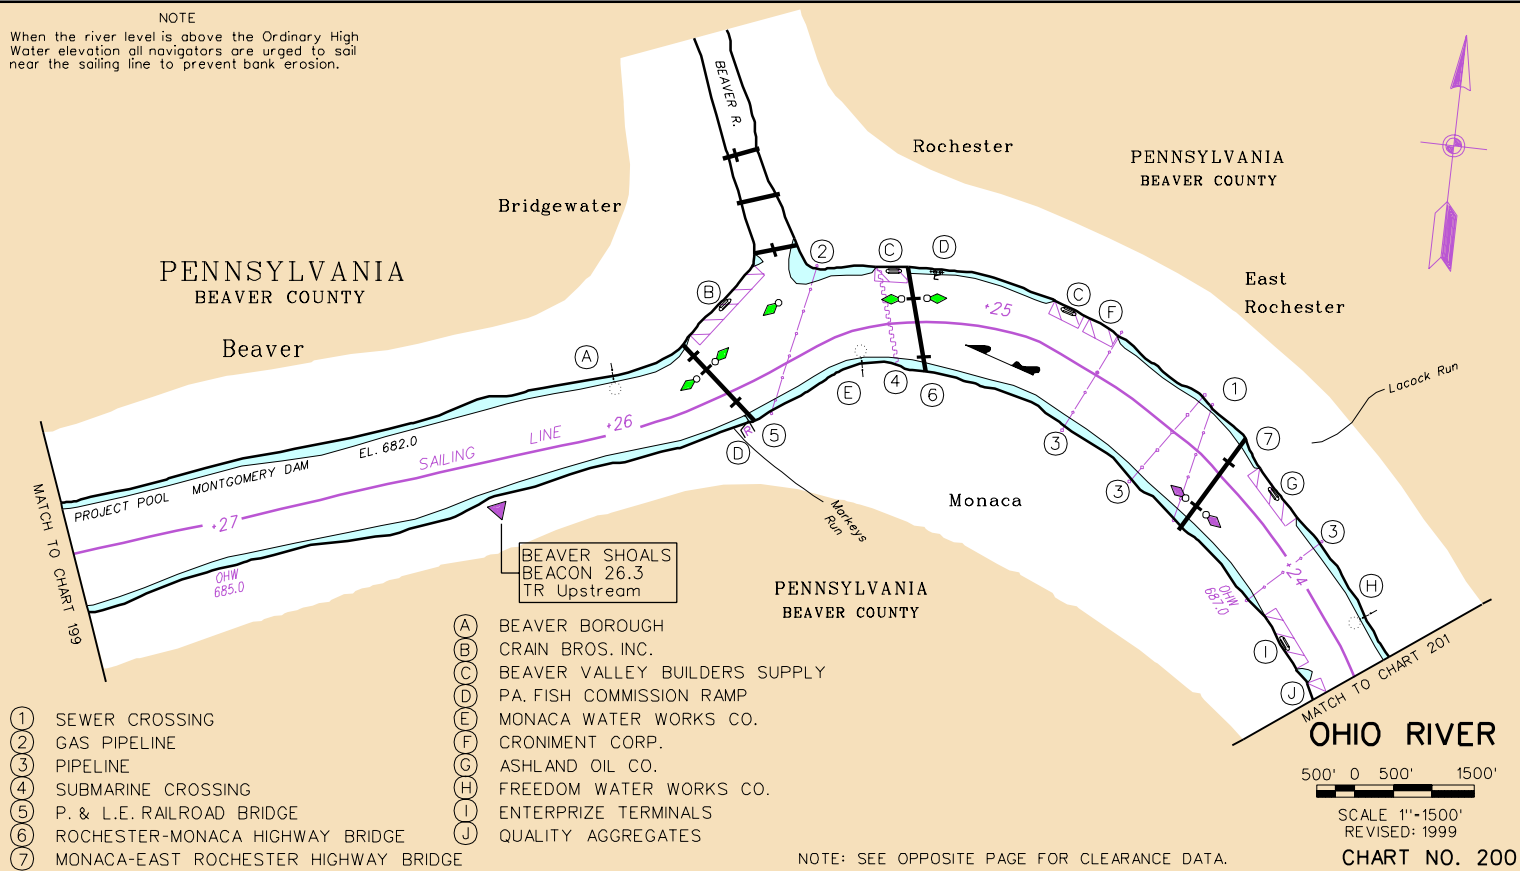 NOTE
When the river level is above the Ordinary High
Water elevation all navigators are urged to sail
near the sailing line to prevent bank erosion.
BEAVER R.
Rochester
PENNSYLVANIA
BEAVER COUNTY
Bridgewater
PENNSYLVANIA
BEAVER COUNTY
Beaver
East
Rochester
2
C
D
B
C
F
A
+25
E
4
6
1
Lacock Run
+26
SAILING LINE
5
D
R
3
7
3
G
3
H
I
J
Monaca
Markeys
Run
EL. 682.0
PROJECT POOL MONTGOMERY DAM
+27
MATCH TO CHART 199
OHW
685.0
BEAVER SHOALS
BEACON 26.3
TR Upstream
PENNSYLVANIA
BEAVER COUNTY
+24
OHW
687.0
MATCH TO CHART 201
A BEAVER BOROUGH
B CRAIN BROS. INC.
C BEAVER VALLEY BUILDERS SUPPLY
D PA. FISH COMMISSION RAMP
E MONACA WATER WORKS CO.
F CRONIMENT CORP.
G ASHLAND OIL CO.
H FREEDOM WATER WORKS CO.
I ENTERPRIZE TERMINALS
J QUALITY AGGREGATES
1 SEWER CROSSING
2 GAS PIPELINE
3 PIPELINE
4 SUBMARINE CROSSING
5 P. & L.E. RAILROAD BRIDGE
6 ROCHESTER-MONACA HIGHWAY BRIDGE
7 MONACA-EAST ROCHESTER HIGHWAY BRIDGE
OHIO RIVER
500' 0 500' 1500'
SCALE 1"-1500'
REVISED: 1999
CHART NO. 200
NOTE: SEE OPPOSITE PAGE FOR CLEARANCE DATA.